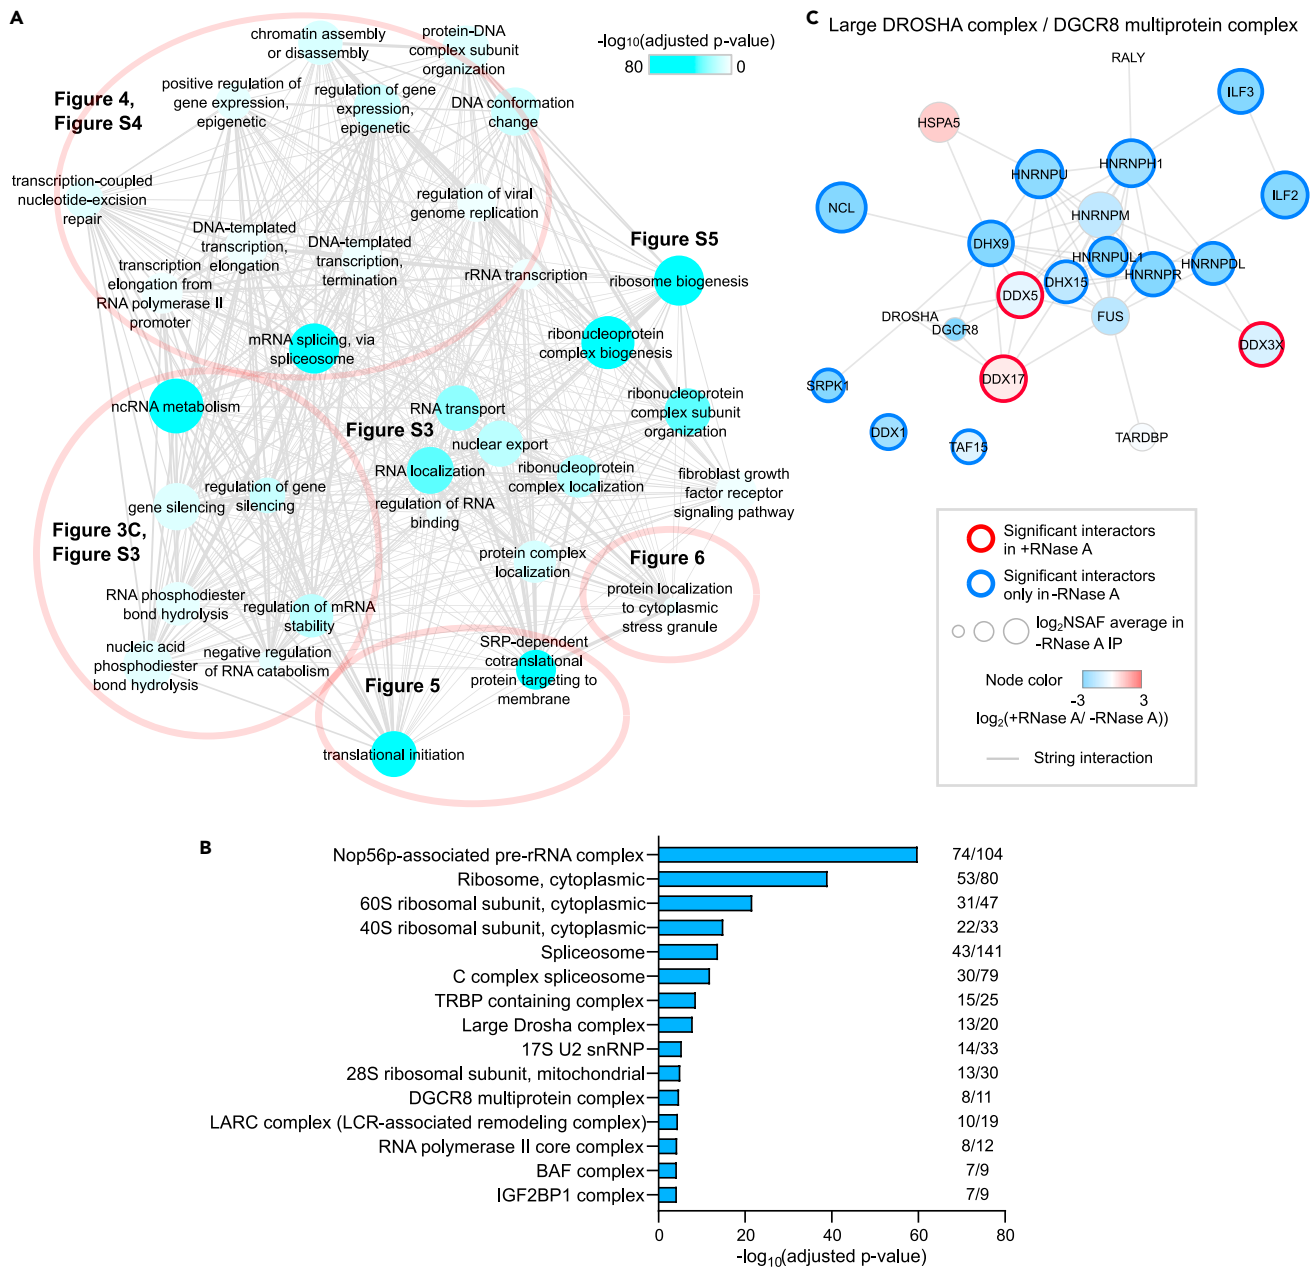 A
chromatin assembly
or disassembly
protein-DNA
complex subunit
organization
-log10(adjusted p-value)
80
0
positive regulation of
gene expression,
epigenetic
regulation of gene
expression,
epigenetic
DNA conformation
change
Figure 4,
Figure S4
transcription-coupled
nucleotide-excision
repair
regulation of viral
genome replication
DNA-templated
transcription,
elongation
DNA-templated
transcription,
termination
Figure S5
transcription
elongation from
RNA polymerase II
promoter
rRNA transcription
ribosome biogenesis
mRNA splicing, via
spliceosome
ribonucleoprotein
complex biogenesis
ncRNA metabolism
RNA transport
ribonucleoprotein
complex subunit
organization
Figure S3
nuclear export
RNA localization
ribonucleoprotein
complex localization
fibroblast growth
factor receptor
signaling pathway
gene silencing
regulation of gene
silencing
regulation of RNA
binding
Figure 3C,
Figure S3
protein complex
localization
Figure 6
protein localization
to cytoplasmic
stress granule
RNA phosphodiester
bond hydrolysis
regulation of mRNA
stability
nucleic acid
phosphodiester
bond hydrolysis
negative regulation
of RNA catabolism
SRP-dependent
cotranslational
protein targeting to
membrane
Figure 5
translational initiation
C
Large DROSHA complex / DGCR8 multiprotein complex
RALY
ILF3
HSPA5
HNRNPU
HNRNPH1
NCL
ILF2
HNRNPM
DHX9
HNRNPUL1
HNRNPR
HNRNPDL
DHX15
DDX5
DROSHA
DGCR8
FUS
DDX3X
DDX17
SRPK1
DDX1
TAF15
TARDBP
Significant interactors
in +RNase A
Significant interactors
only in -RNase A
log2NSAF average in
-RNase A IP
Node color
-3
3
log2(+RNase A/ -RNase A))
String interaction
B
Nop56p-associated pre-rRNA complex 74/104
Ribosome, cytoplasmic 53/80
60S ribosomal subunit, cytoplasmic 31/47
40S ribosomal subunit, cytoplasmic 22/33
Spliceosome 43/141
C complex spliceosome 30/79
TRBP containing complex 15/25
Large Drosha complex 13/20
17S U2 snRNP 14/33
28S ribosomal subunit, mitochondrial 13/30
DGCR8 multiprotein complex 8/11
LARC complex (LCR-associated remodeling complex) 10/19
RNA polymerase II core complex 8/12
BAF complex 7/9
IGF2BP1 complex 7/9
0 20 40 60 80
-log10(adjusted p-value)